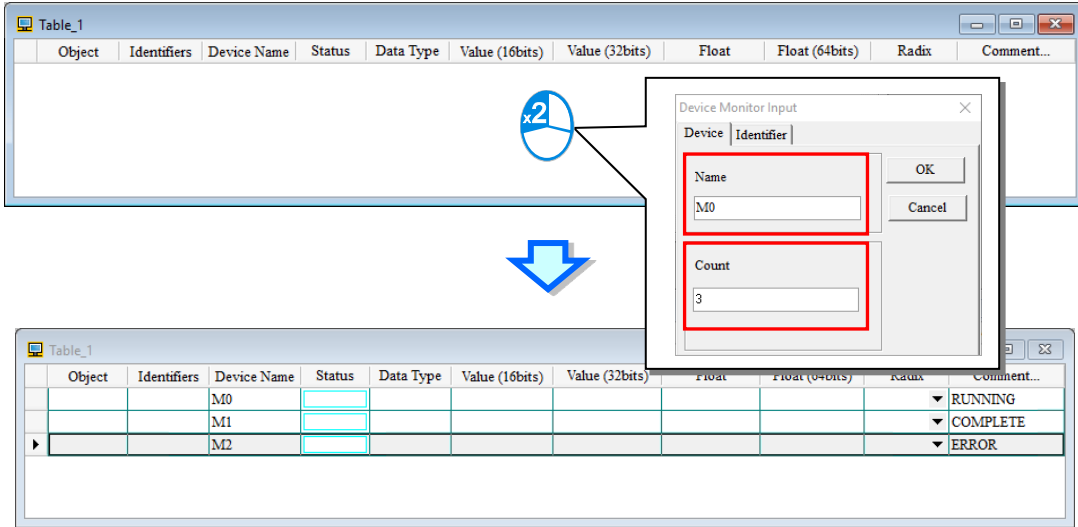 Table_1
Object Identifiers Device Name Status Data Type Value (16bits) Value (32bits) Float Float (64bits) Radix Comment...
x2
Device Monitor Input
Device Identifier
Name
M0
OK
Cancel
Count
3
Table_1
Object Identifiers Device Name Status Data Type Value (16bits) Value (32bits) Float Float (64bits) Radix Comment...
M0 RUNNING
M1 COMPLETE
M2 ERROR